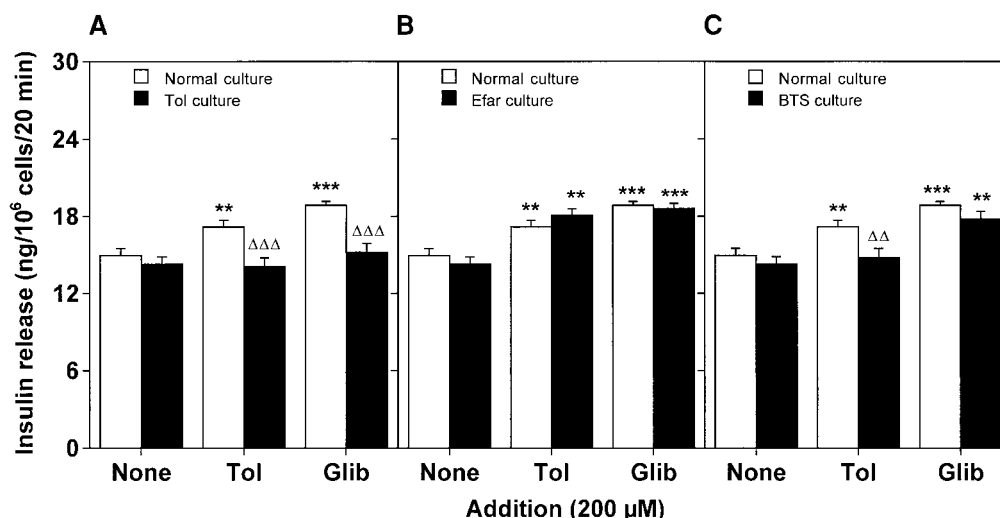 A B C
Insulin release (ng/10⁶ cells/20 min)
30
24
18
12
6
0
Normal culture
Tol culture
** ***
ΔΔΔ ΔΔΔ
None Tol Glib
Normal culture
Efar culture
** ** *** ***
None Tol Glib
Normal culture
BTS culture
** *** **
ΔΔ
None Tol Glib
Addition (200 µM)